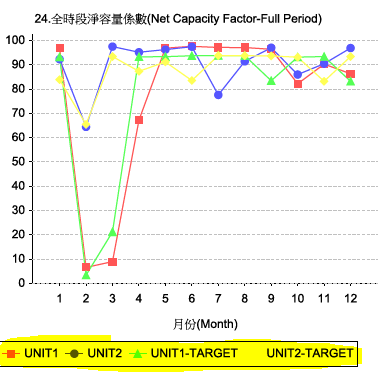 24.全時段淨容量係數(Net Capacity Factor-Full Period)
100
90
80
70
60
50
40
30
20
10
0
1 2 3 4 5 6 7 8 9 10 11 12
月份(Month)
UNIT1 UNIT2 UNIT1-TARGET UNIT2-TARGET